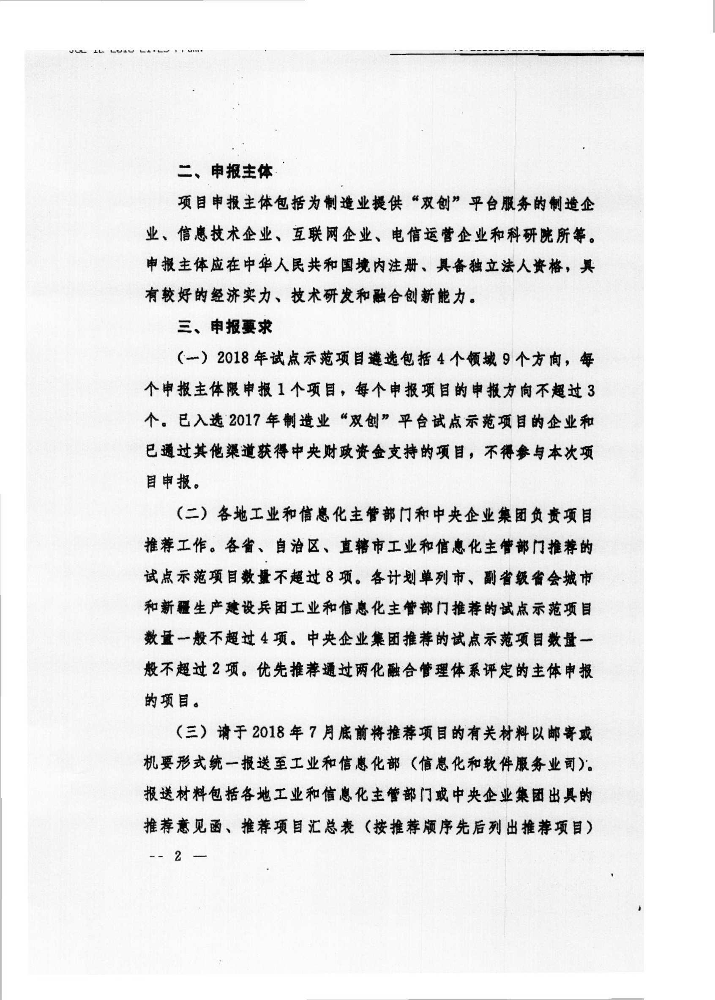 二、申报主体
项目申报主体包括为制造业提供“双创”平台服务的制造企
业、信息技术企业、互联网企业、电信运营企业和科研院所等。
申报主体应在中华人民共和国境内注册、具备独立法人资格，具
有较好的经济实力、技术研发和融合创新能力。
三、申报要求
（一）2018年试点示范项目遴选包括4个领域9个方向，每
个申报主体限申报1个项目，每个申报项目的申报方向不超过3
个。已入选2017年制造业“双创”平台试点示范项目的企业和
已通过其他渠道获得中央财政资金支持的项目，不得参与本次项
目申报。
（二）各地工业和信息化主管部门和中央企业集团负责项目
推荐工作。各省、自治区、直辖市工业和信息化主管部门推荐的
试点示范项目数量不超过8项。各计划单列市、副省级省会城市
和新疆生产建设兵团工业和信息化主管部门推荐的试点示范项目
数量一般不超过4项。中央企业集团推荐的试点示范项目数量一
般不超过2项。优先推荐通过两化融合管理体系评定的主体申报
的项目。
（三）请于2018年7月底前将推荐项目的有关材料以邮寄或
机要形式统一报送至工业和信息化部（信息化和软件服务业司）。
报送材料包括各地工业和信息化主管部门或中央企业集团出具的
推荐意见函、推荐项目汇总表（按推荐顺序先后列出推荐项目）
-- 2 —